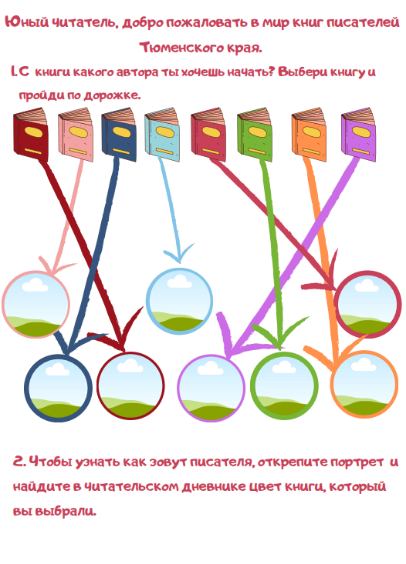 Юный читатель, добро пожаловать в мир книг писателей
Тюменского края.
1.С книги какого автора ты хочешь начать? Выбери книгу и
пройди по дорожке.
2. Чтобы узнать как зовут писателя, открепите портрет и
найдите в читательском дневнике цвет книги, который
вы выбрали.